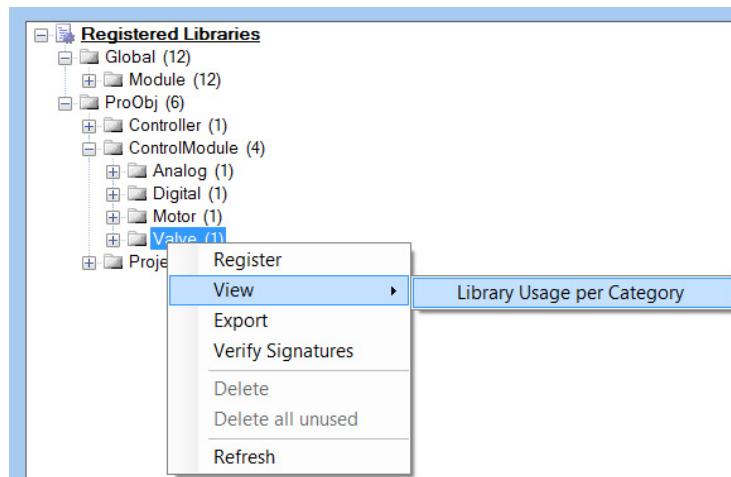 Registered Libraries
Global (12)
Module (12)
ProObj (6)
Controller (1)
ControlModule (4)
Analog (1)
Digital (1)
Motor (1)
Valve (1)
Register
View
Library Usage per Category
Export
Verify Signatures
Delete
Delete all unused
Refresh